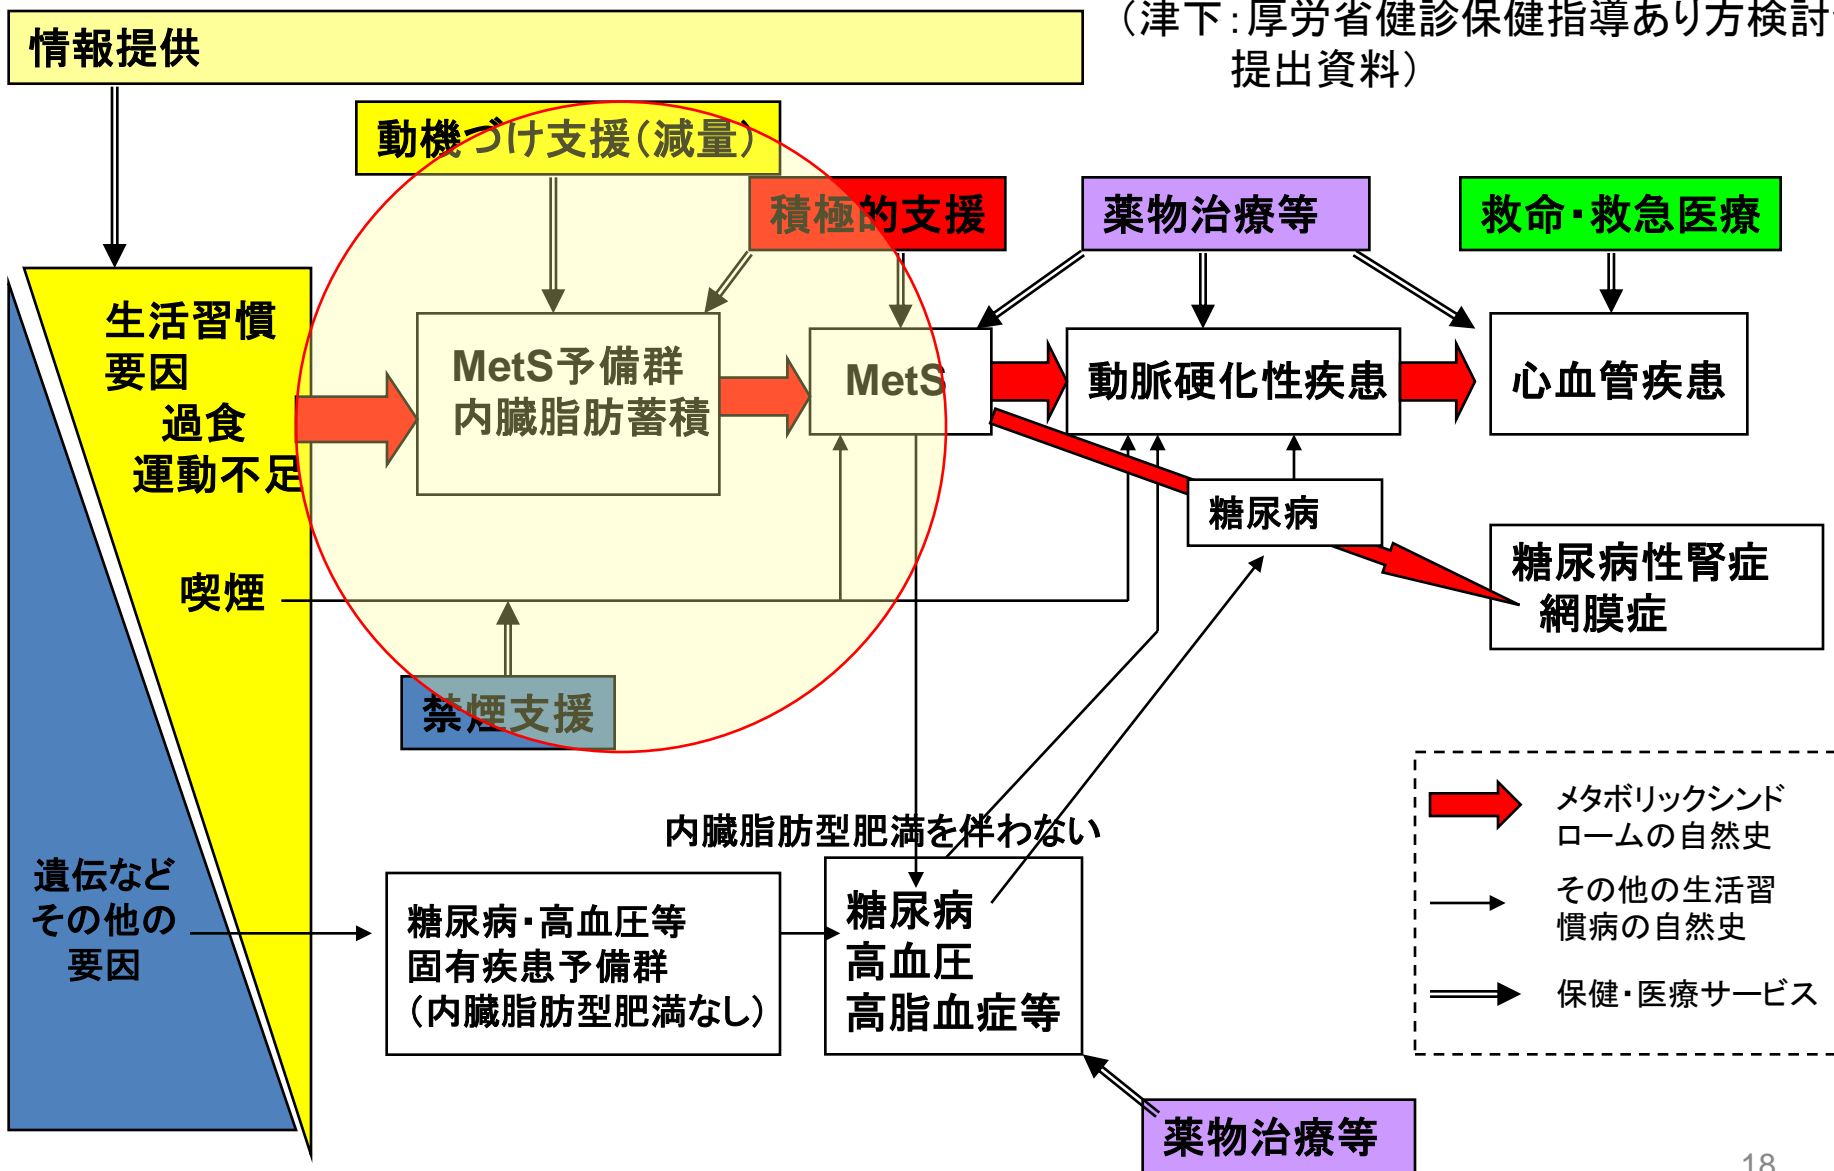 (津下:厚労省健診保健指導あり方検討
提出資料)
情報提供
動機づけ支援(減量)
積極的支援
薬物治療等
救命・救急医療
生活習慣
要因
過食
運動不足
喫煙
MetS予備群
内臓脂肪蓄積
MetS
動脈硬化性疾患
心血管疾患
糖尿病
糖尿病性腎症
網膜症
禁煙支援
内臓脂肪型肥満を伴わない
遺伝など
その他の
要因
糖尿病・高血圧等
固有疾患予備群
(内臓脂肪型肥満なし)
糖尿病
高血圧
高脂血症等
薬物治療等
メタボリックシンド
ロームの自然史
その他の生活習
慣病の自然史
保健・医療サービス
18